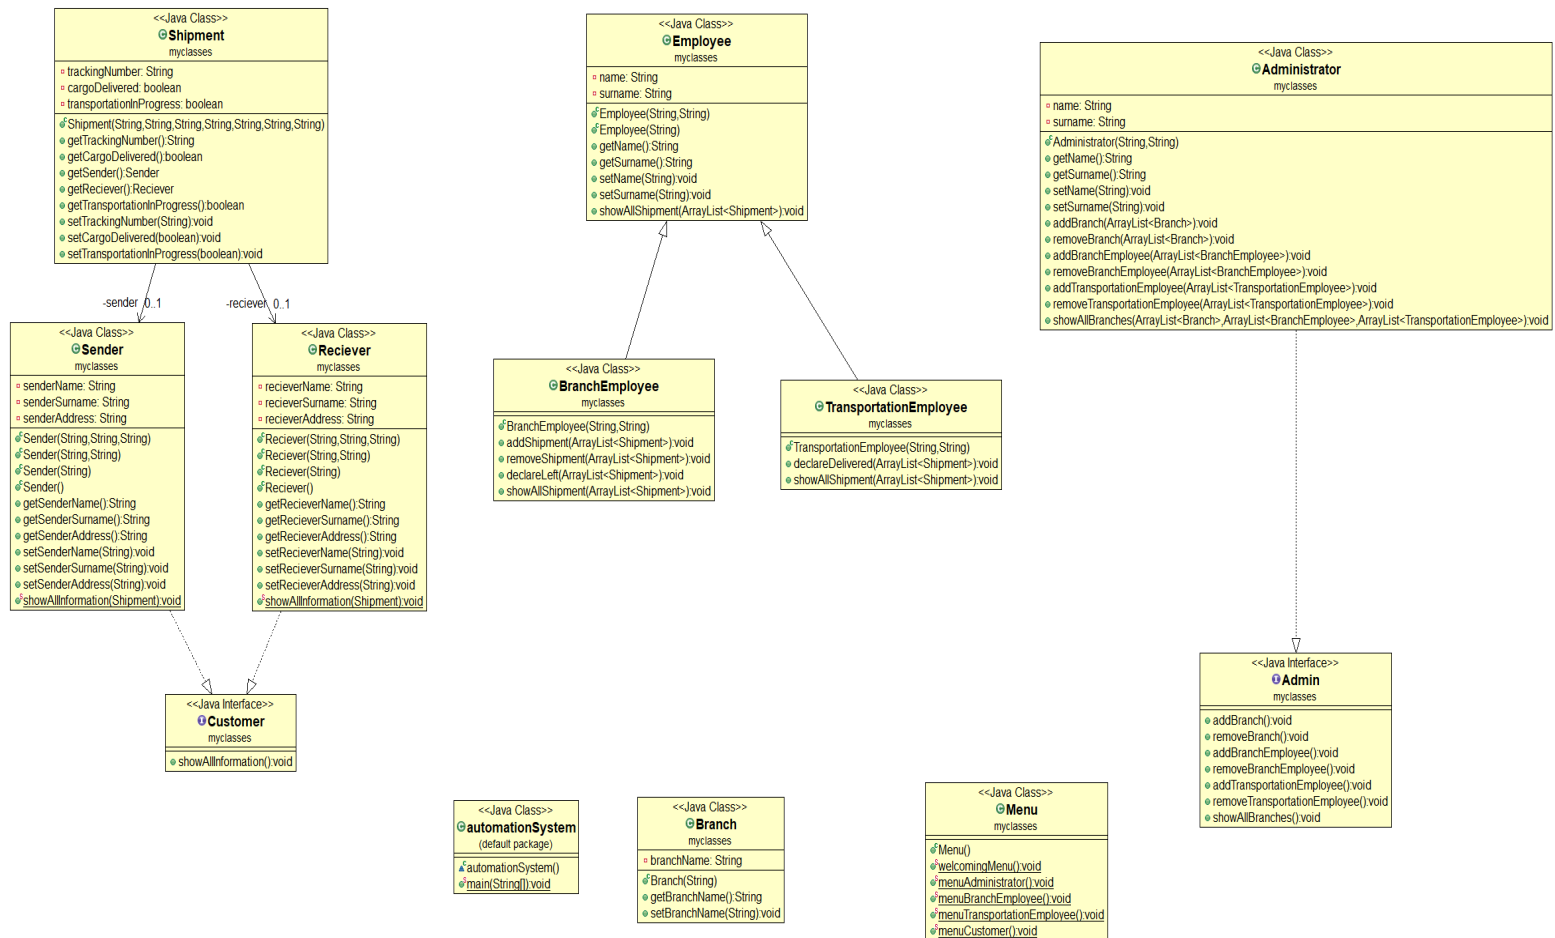 <<Java Class>>
Shipment
myclasses
trackingNumber: String
cargoDelivered: boolean
transportationInProgress: boolean
Shipment(String,String,String,String,String,String,String)
getTrackingNumber():String
getCargoDelivered():boolean
getSender():Sender
getReciever():Reciever
getTransportationInProgress():boolean
setTrackingNumber(String):void
setCargoDelivered(boolean):void
setTransportationInProgress(boolean):void
<<Java Class>>
Employee
myclasses
name: String
surname: String
Employee(String,String)
Employee(String)
getName():String
getSurname():String
setName(String):void
setSurname(String):void
showAllShipment(ArrayList<Shipment>):void
<<Java Class>>
Administrator
myclasses
name: String
surname: String
Administrator(String,String)
getName():String
getSurname():String
setName(String):void
setSurname(String):void
addBranch(ArrayList<Branch>):void
removeBranch(ArrayList<Branch>):void
addBranchEmployee(ArrayList<BranchEmployee>):void
removeBranchEmployee(ArrayList<BranchEmployee>):void
addTransportationEmployee(ArrayList<TransportationEmployee>):void
removeTransportationEmployee(ArrayList<TransportationEmployee>):void
showAllBranches(ArrayList<Branch>,ArrayList<BranchEmployee>,ArrayList<TransportationEmployee>):void
-sender 0..1
-reciever 0..1
<<Java Class>>
Sender
myclasses
senderName: String
senderSurname: String
senderAddress: String
Sender(String,String,String)
Sender(String,String)
Sender(String)
Sender()
getSenderName():String
getSenderSurname():String
getSenderAddress():String
setSenderName(String):void
setSenderSurname(String):void
setSenderAddress(String):void
showAllInformation(Shipment):void
<<Java Class>>
Reciever
myclasses
recieverName: String
recieverSurname: String
recieverAddress: String
Reciever(String,String,String)
Reciever(String,String)
Reciever(String)
Reciever()
getRecieverName():String
getRecieverSurname():String
getRecieverAddress():String
setRecieverName(String):void
setRecieverSurname(String):void
setRecieverAddress(String):void
showAllInformation(Shipment):void
<<Java Class>>
BranchEmployee
myclasses
BranchEmployee(String,String)
addShipment(ArrayList<Shipment>):void
removeShipment(ArrayList<Shipment>):void
declareLeft(ArrayList<Shipment>):void
showAllShipment(ArrayList<Shipment>):void
<<Java Class>>
TransportationEmployee
myclasses
TransportationEmployee(String,String)
declareDelivered(ArrayList<Shipment>):void
showAllShipment(ArrayList<Shipment>):void
<<Java Interface>>
Customer
myclasses
showAllInformation():void
<<Java Interface>>
Admin
myclasses
addBranch():void
removeBranch():void
addBranchEmployee():void
removeBranchEmployee():void
addTransportationEmployee():void
removeTransportationEmployee():void
showAllBranches():void
<<Java Class>>
automationSystem
(default package)
automationSystem()
main(String[]):void
<<Java Class>>
Branch
myclasses
branchName: String
Branch(String)
getBranchName():String
setBranchName(String):void
<<Java Class>>
Menu
myclasses
Menu()
welcomingMenu():void
menuAdministrator():void
menuBranchEmployee():void
menuTransportationEmployee():void
menuCustomer():void